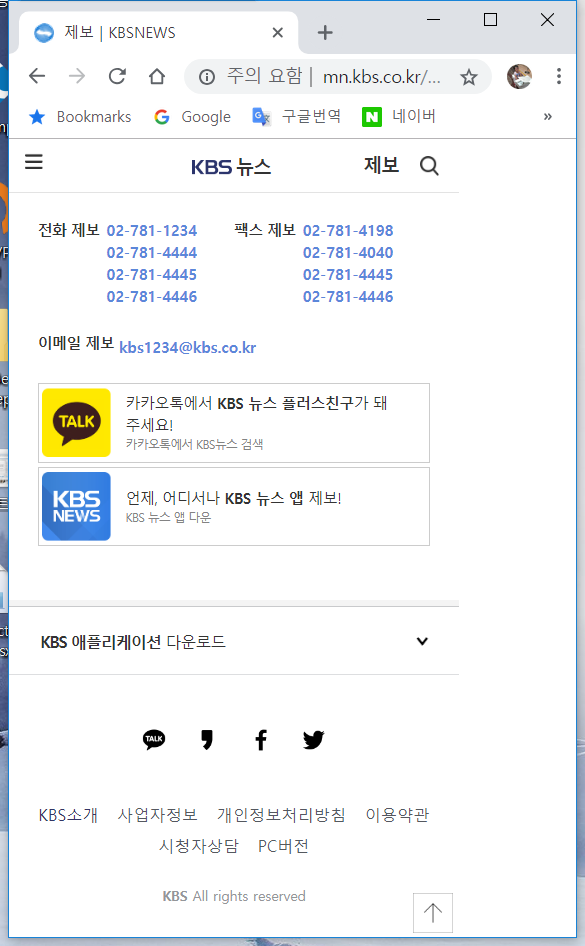 제보 | KBSNEWS
주의 요함 | mn.kbs.co.kr/...
Bookmarks Google 구글번역 네이버 »
KBS 뉴스 제보
전화 제보 02-781-1234 팩스 제보 02-781-4198
02-781-4444 02-781-4040
02-781-4445 02-781-4445
02-781-4446 02-781-4446
이메일 제보 kbs1234@kbs.co.kr
TALK
카카오톡에서 KBS 뉴스 플러스친구가 돼
주세요!
카카오톡에서 KBS뉴스 검색
KBS
NEWS
언제, 어디서나 KBS 뉴스 앱 제보!
KBS 뉴스 앱 다운
KBS 애플리케이션 다운로드
TALK
KBS소개 사업자정보 개인정보처리방침 이용약관
시청자상담 PC버전
KBS All rights reserved